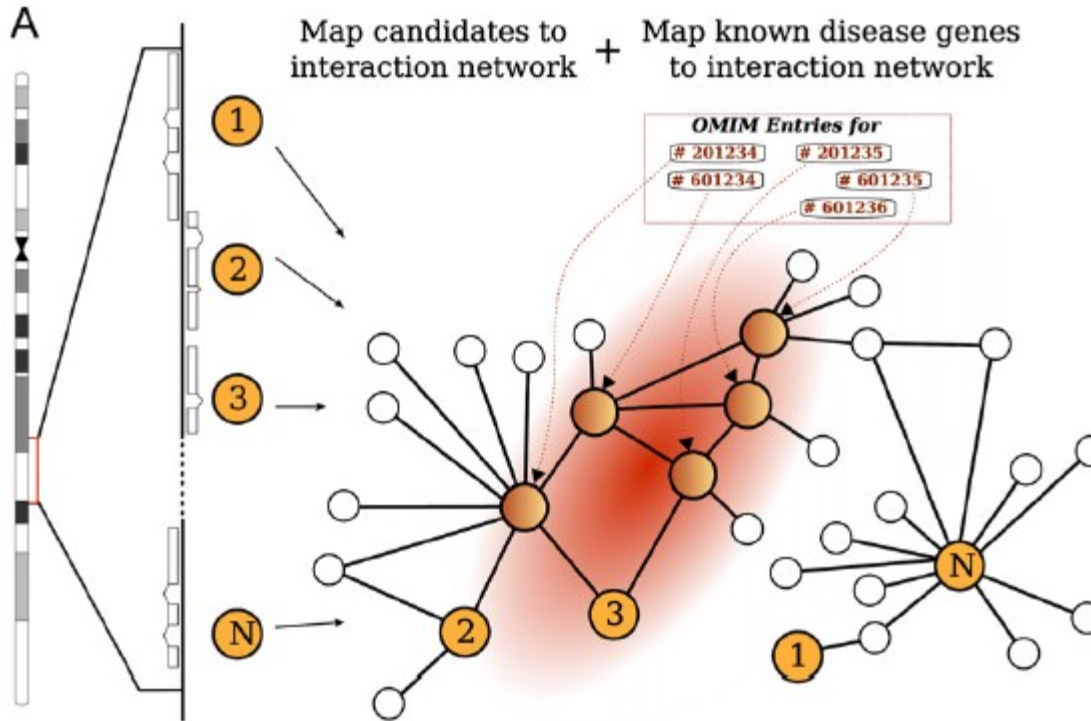 A
Map candidates to
interaction network
+
Map known disease genes
to interaction network
OMIM Entries for
# 201234
# 201235
# 601234
# 601235
# 601236
1
2
3
N
2
3
N
1